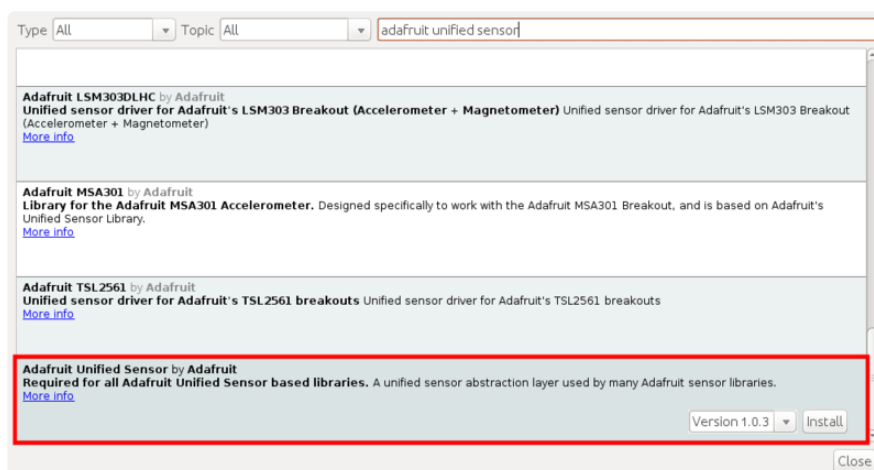 Type All Topic All adafruit unified sensor
Adafruit LSM303DLHC by Adafruit
Unified sensor driver for Adafruit's LSM303 Breakout (Accelerometer + Magnetometer) Unified sensor driver for Adafruit's LSM303 Breakout
(Accelerometer + Magnetometer)
More info
Adafruit MSA301 by Adafruit
Library for the Adafruit MSA301 Accelerometer. Designed specifically to work with the Adafruit MSA301 Breakout, and is based on Adafruit's
Unified Sensor Library.
More info
Adafruit TSL2561 by Adafruit
Unified sensor driver for Adafruit's TSL2561 breakouts Unified sensor driver for Adafruit's TSL2561 breakouts
More info
Adafruit Unified Sensor by Adafruit
Required for all Adafruit Unified Sensor based libraries. A unified sensor abstraction layer used by many Adafruit sensor libraries.
More info
Version 1.0.3 Install
Close